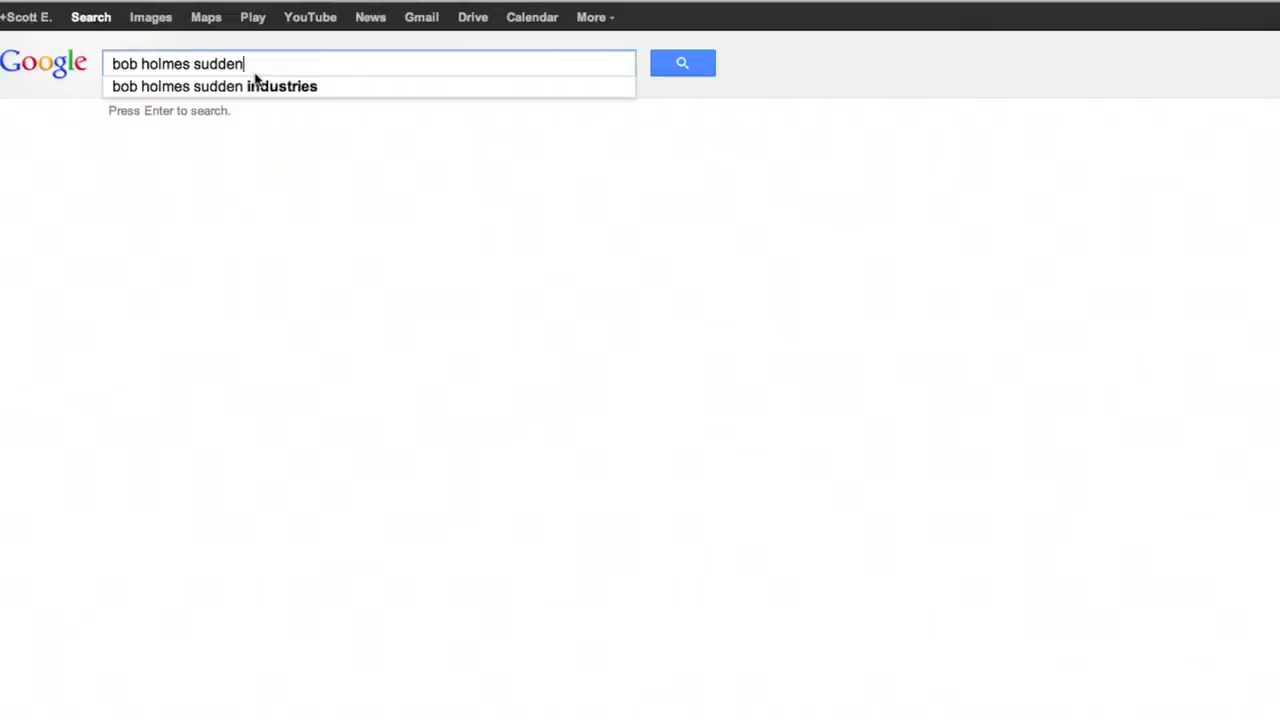 +Scott E. Search Images Maps Play YouTube News Gmail Drive Calendar More
Google bob holmes sudden
bob holmes sudden industries
Press Enter to search.